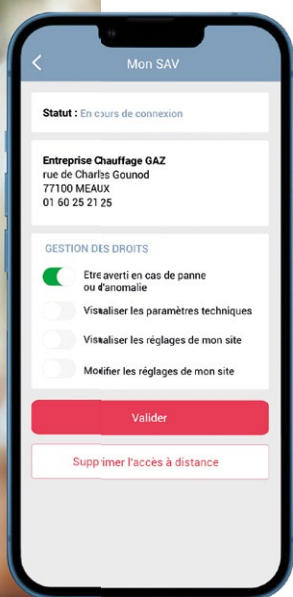 Mon SAV
Statut : En cours de connexion
Entreprise Chauffage GAZ
rue de Charles Gounod
77100 MEAUX
01 60 25 21 25
GESTION DES DROITS
Etre averti en cas de panne
ou d'anomalie
Visualiser les paramètres techniques
Visualiser les réglages de mon site
Modifier les réglages de mon site
Valider
Supprimer l'accès à distance